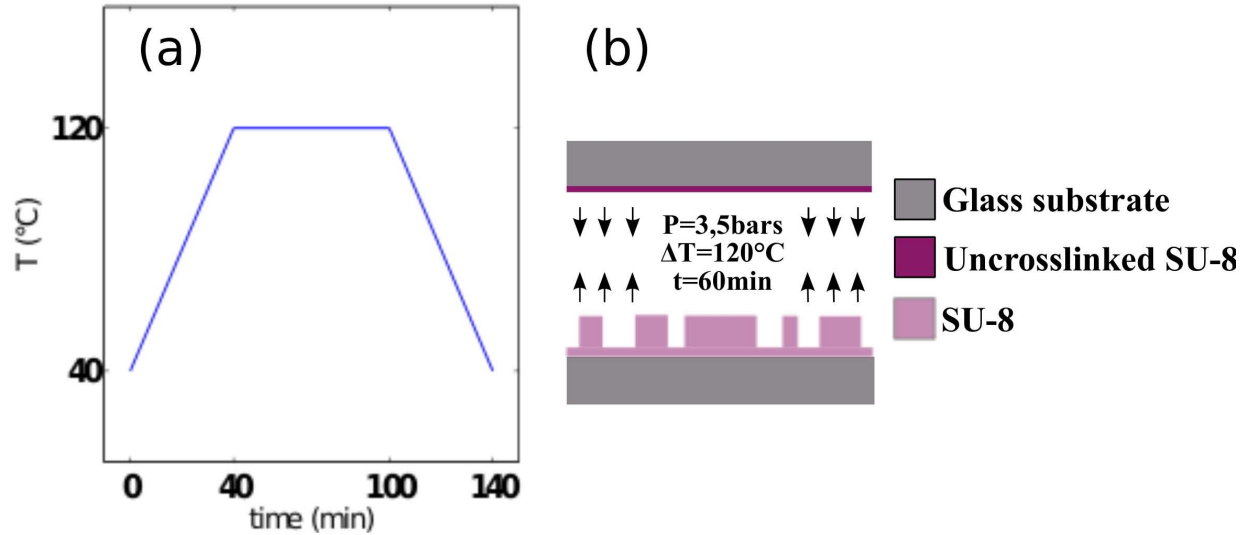 (a)
120
40
T (°C)
0 40 100 140
time (min)
(b)
P=3,5bars
ΔT=120°C
t=60min
Glass substrate
Uncrosslinked SU-8
SU-8